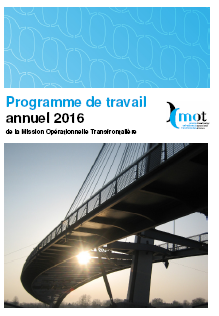 Programme de travail
annuel 2016
de la Mission Opérationnelle Transfrontalière
mot